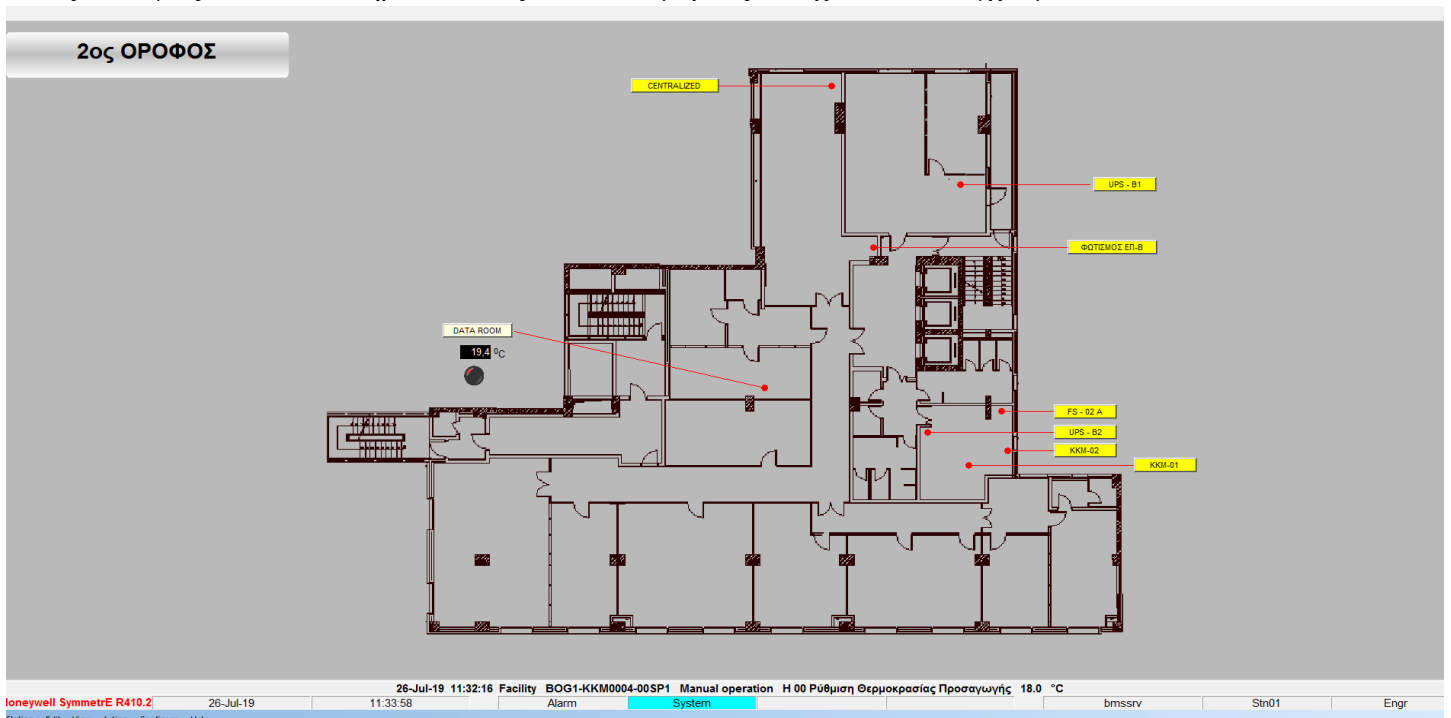 2ος ΟΡΟΦΟΣ
CENTRALIZED
UPS - B1
ΦΩΤΙΣΜΟΣ ΕΠ-Β
DATA ROOM
19,4 ⁰C
FS - 02 A
UPS - B2
KKM-02
KKM-01
26-Jul-19 11:32:16 Facility BOG1-KKM0004-00SP1 Manual operation H 00 Ρύθμιση Θερμοκρασίας Προσαγωγής 18.0 °C
Honeywell SymmetrE R410.2 26-Jul-19 11:33:58 Alarm System bmssrv Stn01 Engr